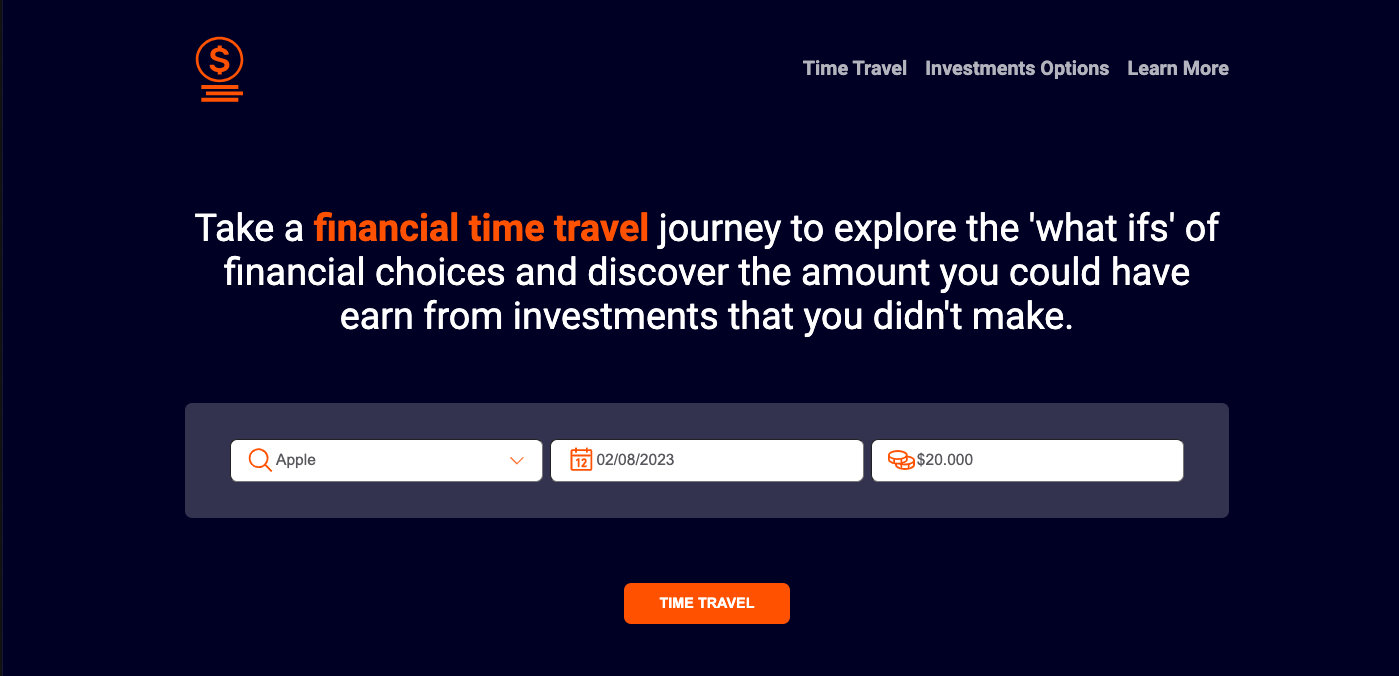 $
Time Travel Investments Options Learn More
Take a financial time travel journey to explore the 'what ifs' of
financial choices and discover the amount you could have
earn from investments that you didn't make.
Apple 12 02/08/2023 $20.000
TIME TRAVEL